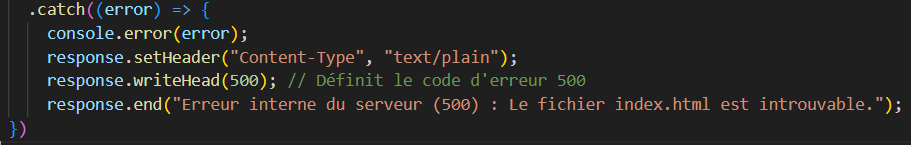 .catch((error) => {
console.error(error);
response.setHeader("Content-Type", "text/plain");
response.writeHead(500); // Définit le code d'erreur 500
response.end("Erreur interne du serveur (500) : Le fichier index.html est introuvable.");
})